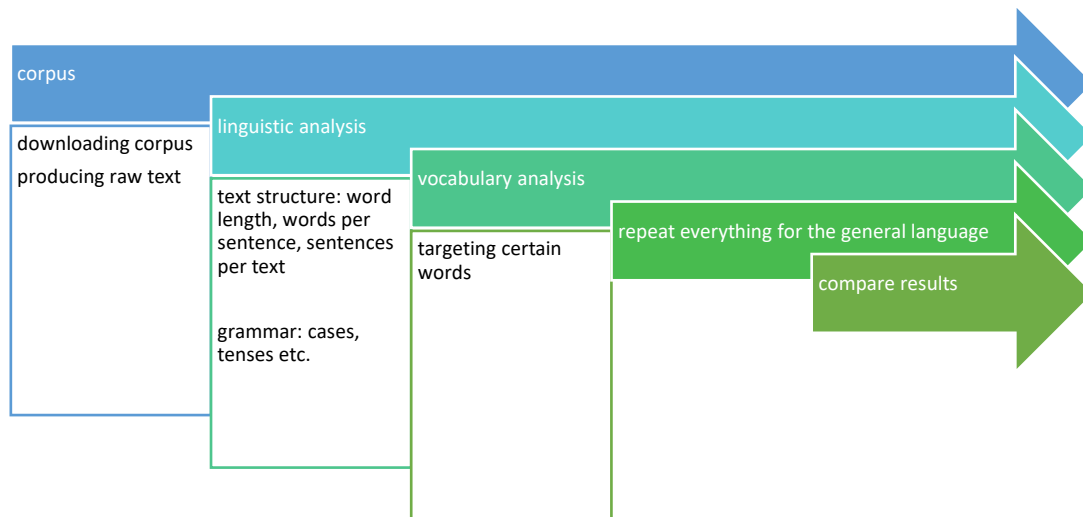 corpus
downloading corpus
producing raw text
linguistic analysis
text structure: word
length, words per
sentence, sentences
per text
grammar: cases,
tenses etc.
vocabulary analysis
targeting certain
words
repeat everything for the general language
compare results